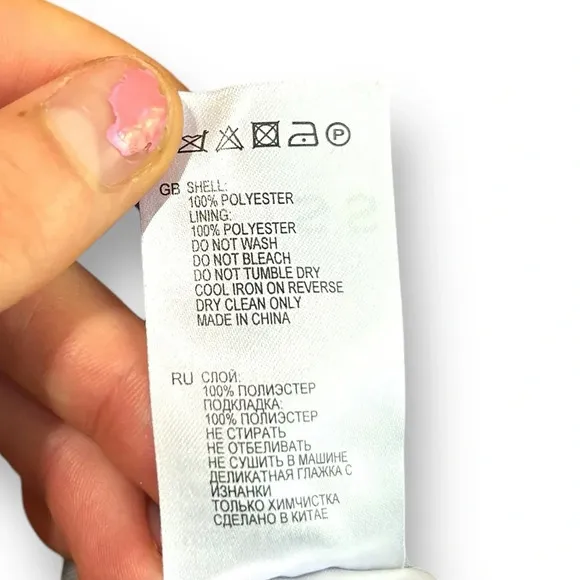 P
GB SHELL:
100% POLYESTER
LINING:
100% POLYESTER
DO NOT WASH
DO NOT BLEACH
DO NOT TUMBLE DRY
COOL IRON ON REVERSE
DRY CLEAN ONLY
MADE IN CHINA
RU СЛОЙ:
100% ПОЛИЭСТЕР
ПОДКЛАДКА:
100% ПОЛИЭСТЕР
НЕ СТИРАТЬ
НЕ ОТБЕЛИВАТЬ
НЕ СУШИТЬ В МАШИНЕ
ДЕЛИКАТНАЯ ГЛАЖКА С
ИЗНАНКИ
ТОЛЬКО ХИМЧИСТКА
СДЕЛАНО В КИТАЕ